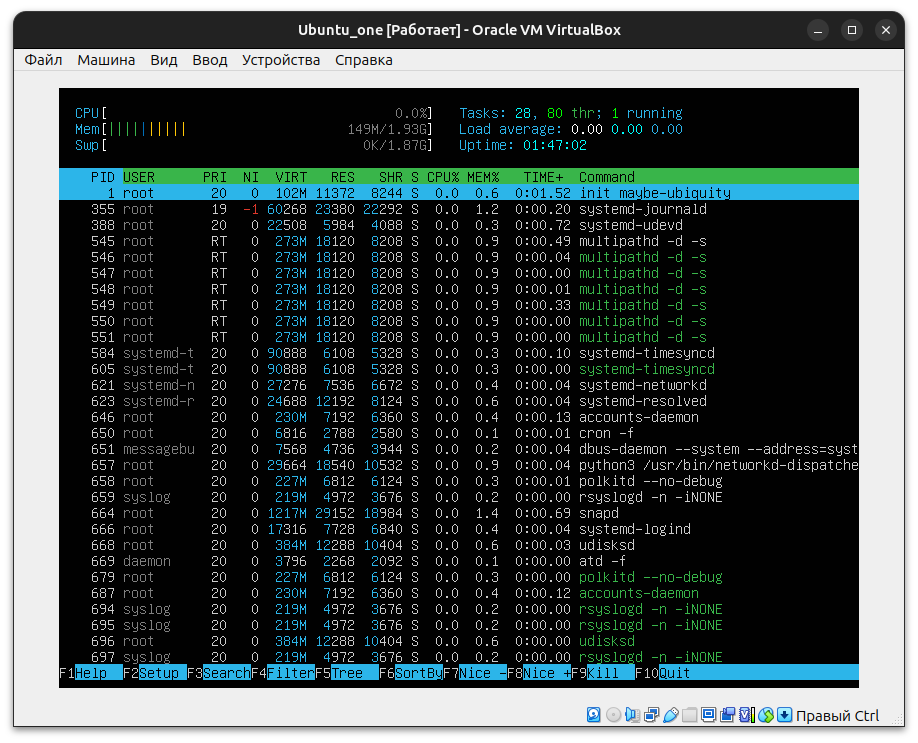 Ubuntu_one [Работает] - Oracle VM VirtualBox
Файл Машина Вид Ввод Устройства Справка
CPU[ 0.0%] Tasks: 28, 80 thr; 1 running
Mem[|||||||||| 149M/1.93G] Load average: 0.00 0.00 0.00
Swp[ 0K/1.87G] Uptime: 01:47:02
PID USER PRI NI VIRT RES SHR S CPU% MEM% TIME+ Command
1 root 20 0 102M 11372 8244 S 0.0 0.6 0:01.52 init maybe-ubiquity
355 root 19 -1 60268 23380 22292 S 0.0 1.2 0:00.20 systemd-journald
388 root 20 0 22508 5984 4088 S 0.0 0.3 0:00.72 systemd-udevd
545 root RT 0 273M 18120 8208 S 0.0 0.9 0:00.49 multipathd -d -s
546 root RT 0 273M 18120 8208 S 0.0 0.9 0:00.04 multipathd -d -s
547 root RT 0 273M 18120 8208 S 0.0 0.9 0:00.00 multipathd -d -s
548 root RT 0 273M 18120 8208 S 0.0 0.9 0:00.01 multipathd -d -s
549 root RT 0 273M 18120 8208 S 0.0 0.9 0:00.33 multipathd -d -s
550 root RT 0 273M 18120 8208 S 0.0 0.9 0:00.00 multipathd -d -s
551 root RT 0 273M 18120 8208 S 0.0 0.9 0:00.00 multipathd -d -s
584 systemd-t 20 0 90888 6108 5328 S 0.0 0.3 0:00.10 systemd-timesyncd
605 systemd-t 20 0 90888 6108 5328 S 0.0 0.3 0:00.00 systemd-timesyncd
621 systemd-n 20 0 27276 7536 6672 S 0.0 0.4 0:00.04 systemd-networkd
623 systemd-r 20 0 24688 12192 8124 S 0.0 0.6 0:00.04 systemd-resolved
646 root 20 0 230M 7192 6360 S 0.0 0.4 0:00.13 accounts-daemon
650 root 20 0 6816 2788 2580 S 0.0 0.1 0:00.01 cron -f
651 messagebu 20 0 7568 4736 3944 S 0.0 0.2 0:00.04 dbus-daemon --system --address=syst
657 root 20 0 29664 18540 10532 S 0.0 0.9 0:00.04 python3 /usr/bin/networkd-dispatche
658 root 20 0 227M 6812 6124 S 0.0 0.3 0:00.01 polkitd --no-debug
659 syslog 20 0 219M 4972 3676 S 0.0 0.2 0:00.00 rsyslogd -n -iNONE
664 root 20 0 1217M 29152 18984 S 0.0 1.4 0:00.69 snapd
666 root 20 0 17316 7728 6840 S 0.0 0.4 0:00.04 systemd-logind
668 root 20 0 384M 12288 10404 S 0.0 0.6 0:00.03 udisksd
669 daemon 20 0 3796 2268 2092 S 0.0 0.1 0:00.00 atd -f
679 root 20 0 227M 6812 6124 S 0.0 0.3 0:00.00 polkitd --no-debug
687 root 20 0 230M 7192 6360 S 0.0 0.4 0:00.12 accounts-daemon
694 syslog 20 0 219M 4972 3676 S 0.0 0.2 0:00.00 rsyslogd -n -iNONE
695 syslog 20 0 219M 4972 3676 S 0.0 0.2 0:00.00 rsyslogd -n -iNONE
696 root 20 0 384M 12288 10404 S 0.0 0.6 0:00.00 udisksd
697 syslog 20 0 219M 4972 3676 S 0.0 0.2 0:00.00 rsyslogd -n -iNONE
F1Help F2Setup F3SearchF4FilterF5Tree F6SortByF7Nice -F8Nice +F9Kill F10Quit
Правый Ctrl